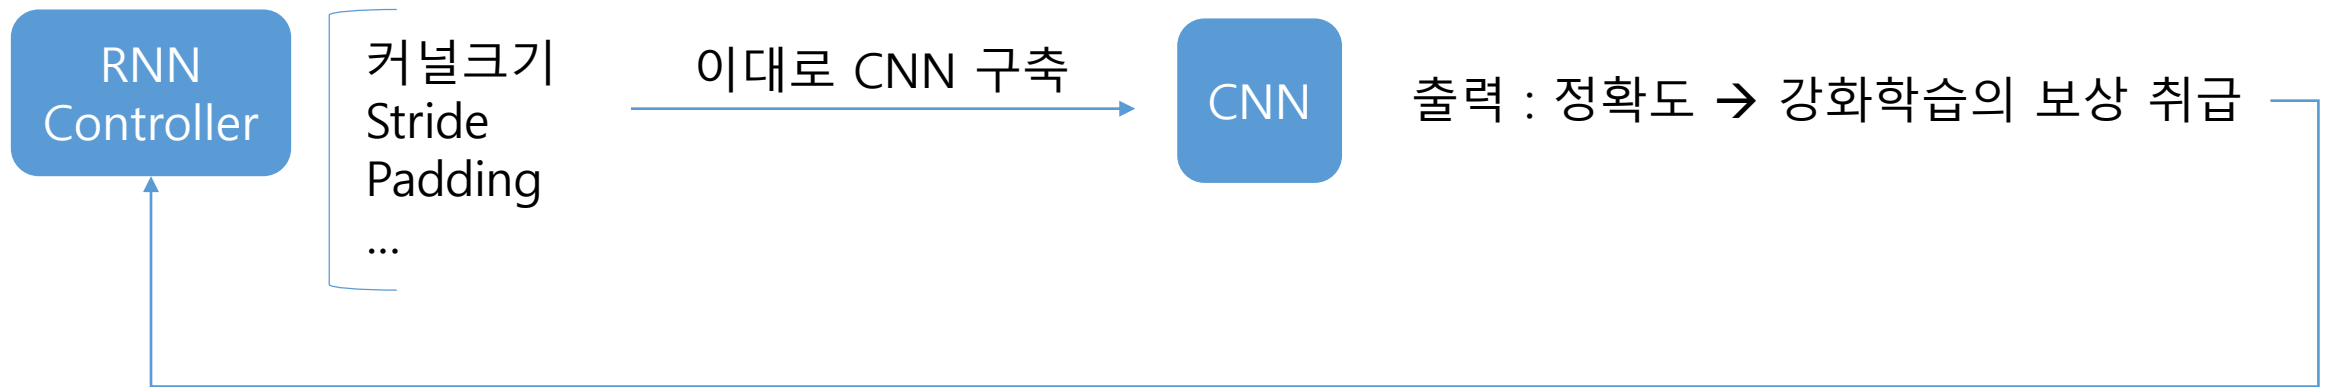 RNN
Controller
커널크기
Stride
Padding
...
이대로 CNN 구축
CNN
출력 : 정확도 → 강화학습의 보상 취급